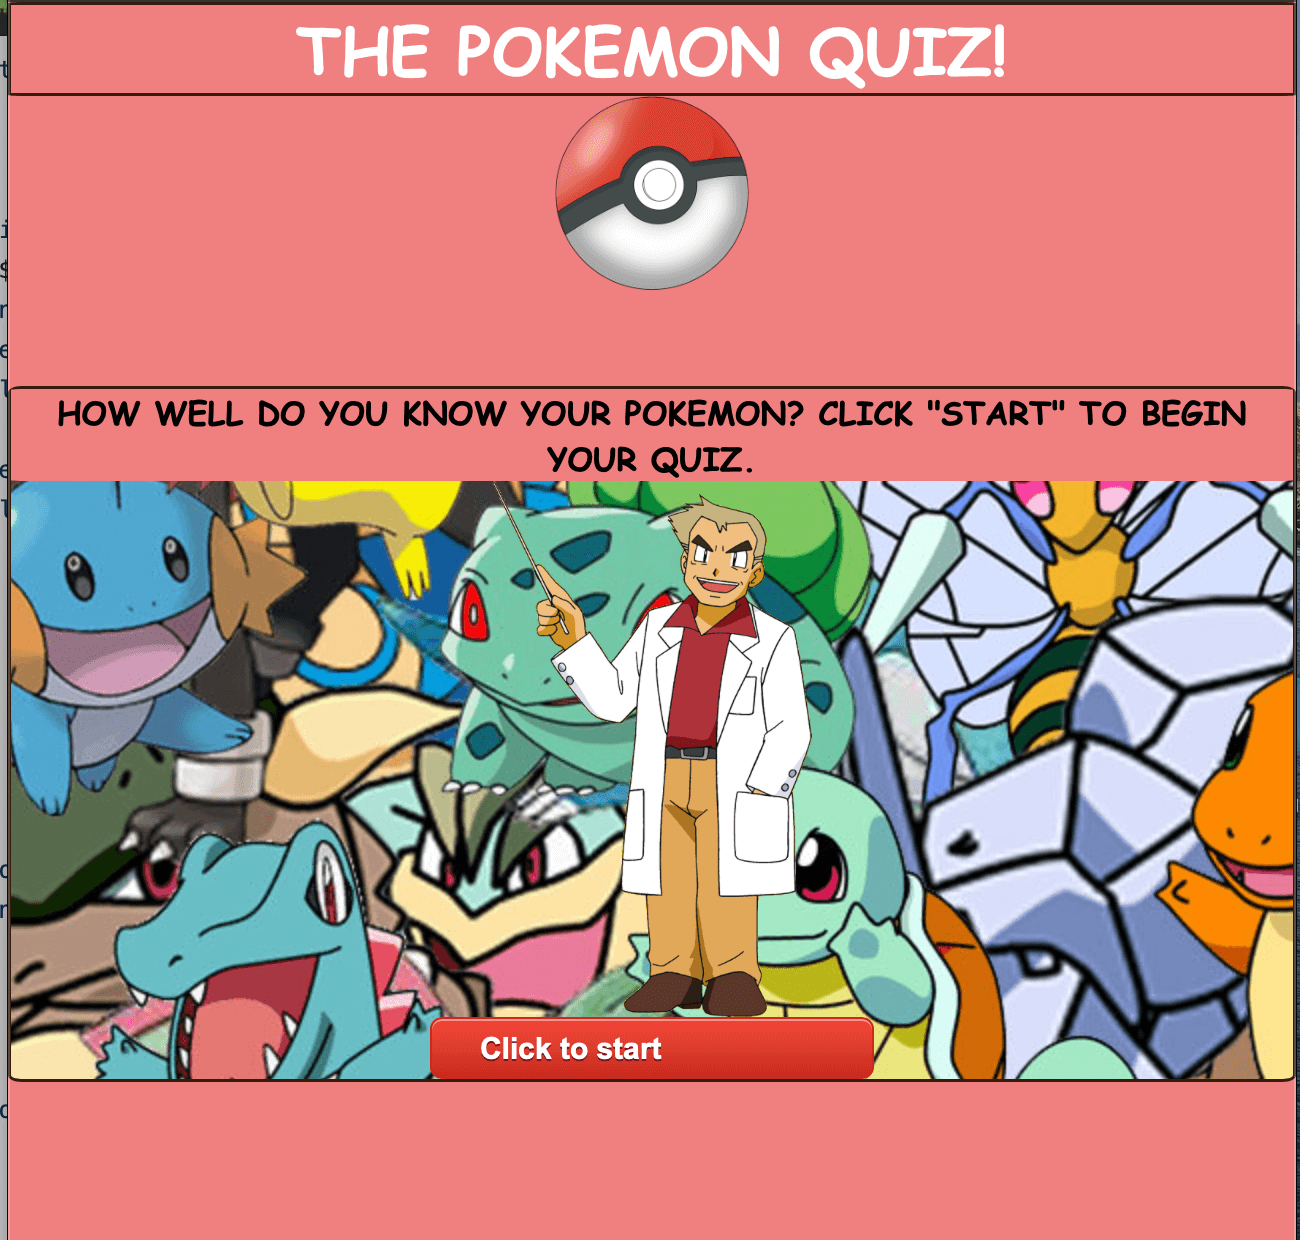 THE POKEMON QUIZ!
HOW WELL DO YOU KNOW YOUR POKEMON? CLICK "START" TO BEGIN
YOUR QUIZ.
Click to start